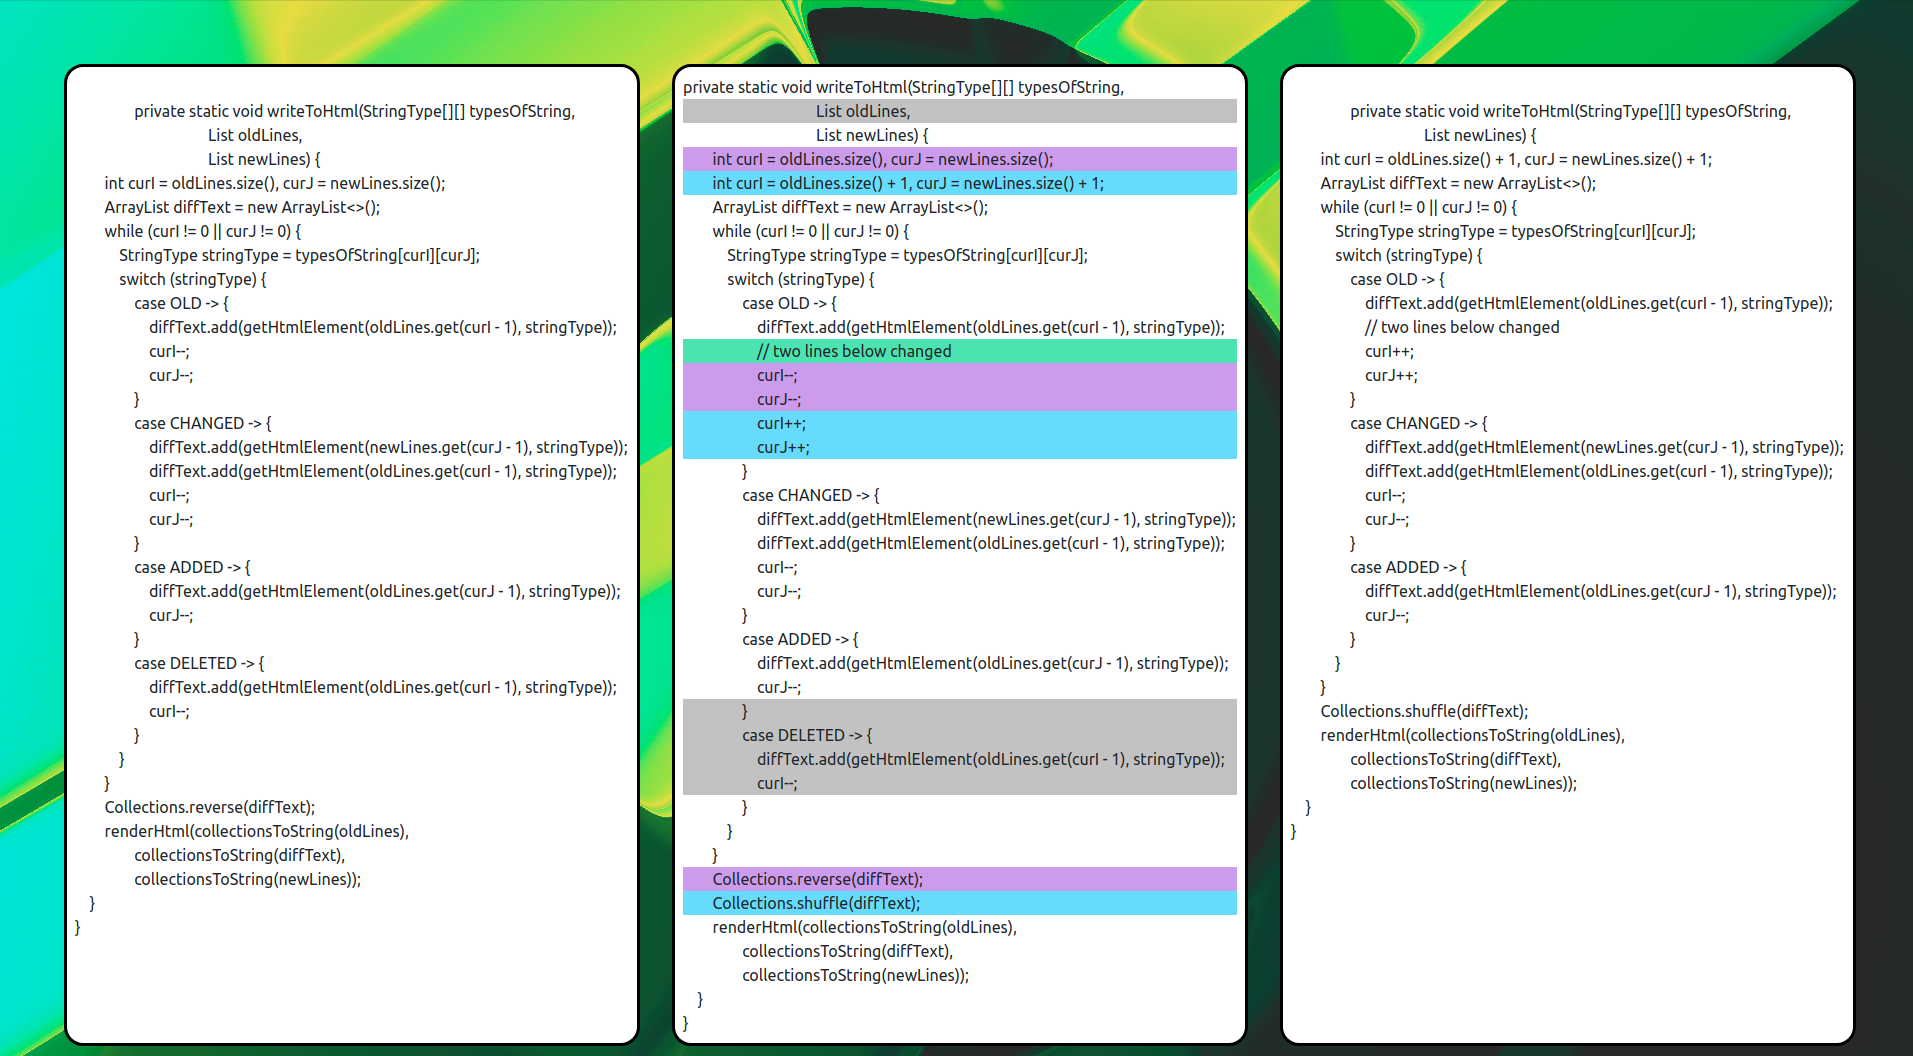 private static void writeToHtml(StringType[][] typesOfString,
List oldLines,
List newLines) {
int curI = oldLines.size(), curJ = newLines.size();
ArrayList diffText = new ArrayList<>();
while (curI != 0 || curJ != 0) {
StringType stringType = typesOfString[curI][curJ];
switch (stringType) {
case OLD -> {
diffText.add(getHtmlElement(oldLines.get(curI - 1), stringType));
curI--;
curJ--;
}
case CHANGED -> {
diffText.add(getHtmlElement(newLines.get(curJ - 1), stringType));
diffText.add(getHtmlElement(oldLines.get(curI - 1), stringType));
curI--;
curJ--;
}
case ADDED -> {
diffText.add(getHtmlElement(oldLines.get(curJ - 1), stringType));
curJ--;
}
case DELETED -> {
diffText.add(getHtmlElement(oldLines.get(curI - 1), stringType));
curI--;
}
}
}
Collections.reverse(diffText);
renderHtml(collectionsToString(oldLines),
collectionsToString(diffText),
collectionsToString(newLines));
}
}
private static void writeToHtml(StringType[][] typesOfString,
List oldLines,
List newLines) {
int curI = oldLines.size(), curJ = newLines.size();
int curI = oldLines.size() + 1, curJ = newLines.size() + 1;
ArrayList diffText = new ArrayList<>();
while (curI != 0 || curJ != 0) {
StringType stringType = typesOfString[curI][curJ];
switch (stringType) {
case OLD -> {
diffText.add(getHtmlElement(oldLines.get(curI - 1), stringType));
// two lines below changed
curI--;
curJ--;
curI++;
curJ++;
}
case CHANGED -> {
diffText.add(getHtmlElement(newLines.get(curJ - 1), stringType));
diffText.add(getHtmlElement(oldLines.get(curI - 1), stringType));
curI--;
curJ--;
}
case ADDED -> {
diffText.add(getHtmlElement(oldLines.get(curJ - 1), stringType));
curJ--;
}
case DELETED -> {
diffText.add(getHtmlElement(oldLines.get(curI - 1), stringType));
curI--;
}
}
}
Collections.reverse(diffText);
Collections.shuffle(diffText);
renderHtml(collectionsToString(oldLines),
collectionsToString(diffText),
collectionsToString(newLines));
}
}
private static void writeToHtml(StringType[][] typesOfString,
List newLines) {
int curI = oldLines.size() + 1, curJ = newLines.size() + 1;
ArrayList diffText = new ArrayList<>();
while (curI != 0 || curJ != 0) {
StringType stringType = typesOfString[curI][curJ];
switch (stringType) {
case OLD -> {
diffText.add(getHtmlElement(oldLines.get(curI - 1), stringType));
// two lines below changed
curI++;
curJ++;
}
case CHANGED -> {
diffText.add(getHtmlElement(newLines.get(curJ - 1), stringType));
diffText.add(getHtmlElement(oldLines.get(curI - 1), stringType));
curI--;
curJ--;
}
case ADDED -> {
diffText.add(getHtmlElement(oldLines.get(curJ - 1), stringType));
curJ--;
}
}
}
Collections.shuffle(diffText);
renderHtml(collectionsToString(oldLines),
collectionsToString(diffText),
collectionsToString(newLines));
}
}